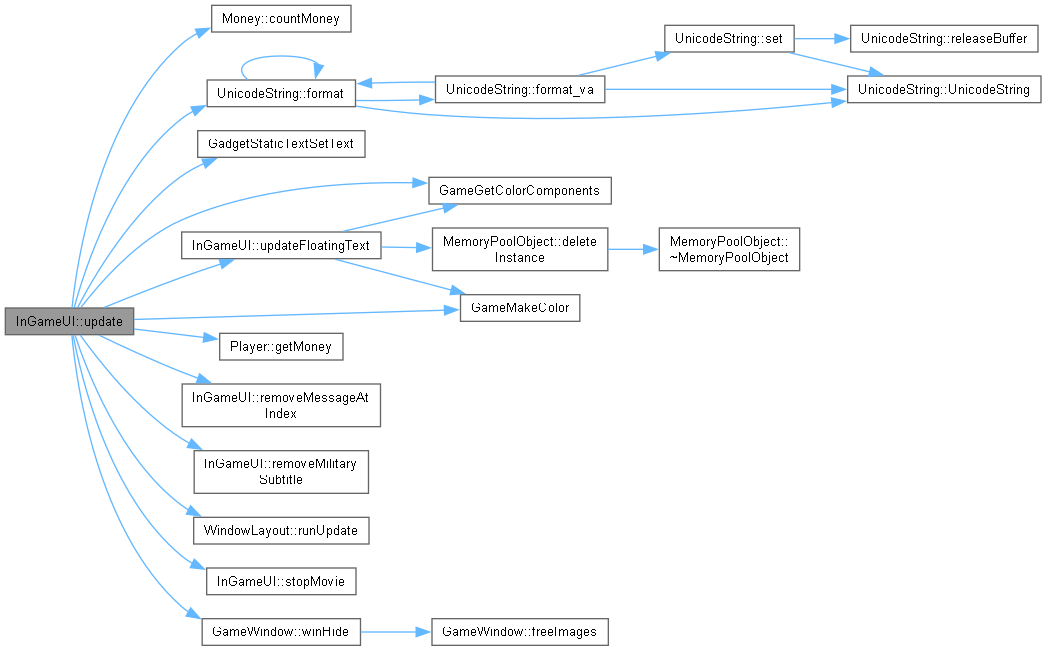 Money::countMoney
UnicodeString::set
UnicodeString::releaseBuffer
UnicodeString::format
UnicodeString::format_va
UnicodeString::UnicodeString
GadgetStaticTextSetText
GameGetColorComponents
InGameUI::updateFloatingText
MemoryPoolObject::delete
Instance
MemoryPoolObject::
~MemoryPoolObject
GameMakeColor
InGameUI::update
Player::getMoney
InGameUI::removeMessageAt
Index
InGameUI::removeMilitary
Subtitle
WindowLayout::runUpdate
InGameUI::stopMovie
GameWindow::winHide
GameWindow::freeImages